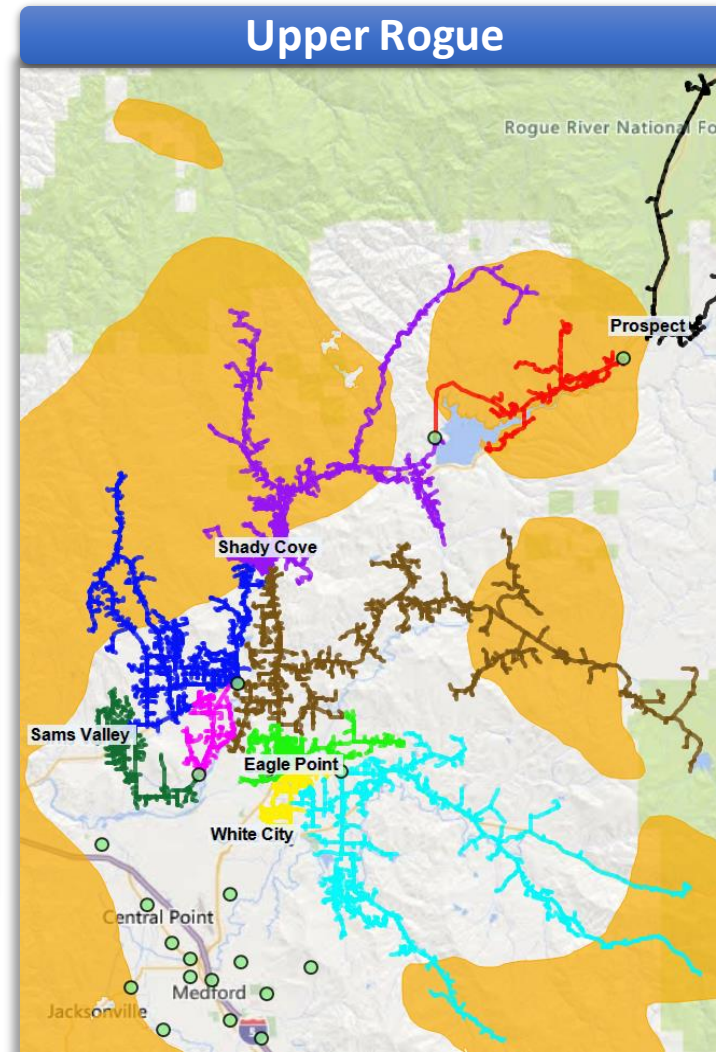 Upper Rogue
Rogue River National Fo
Prospect
Shady Cove
Sams Valley
Eagle Point
White City
Central Point
Medford
Jacksonville
5